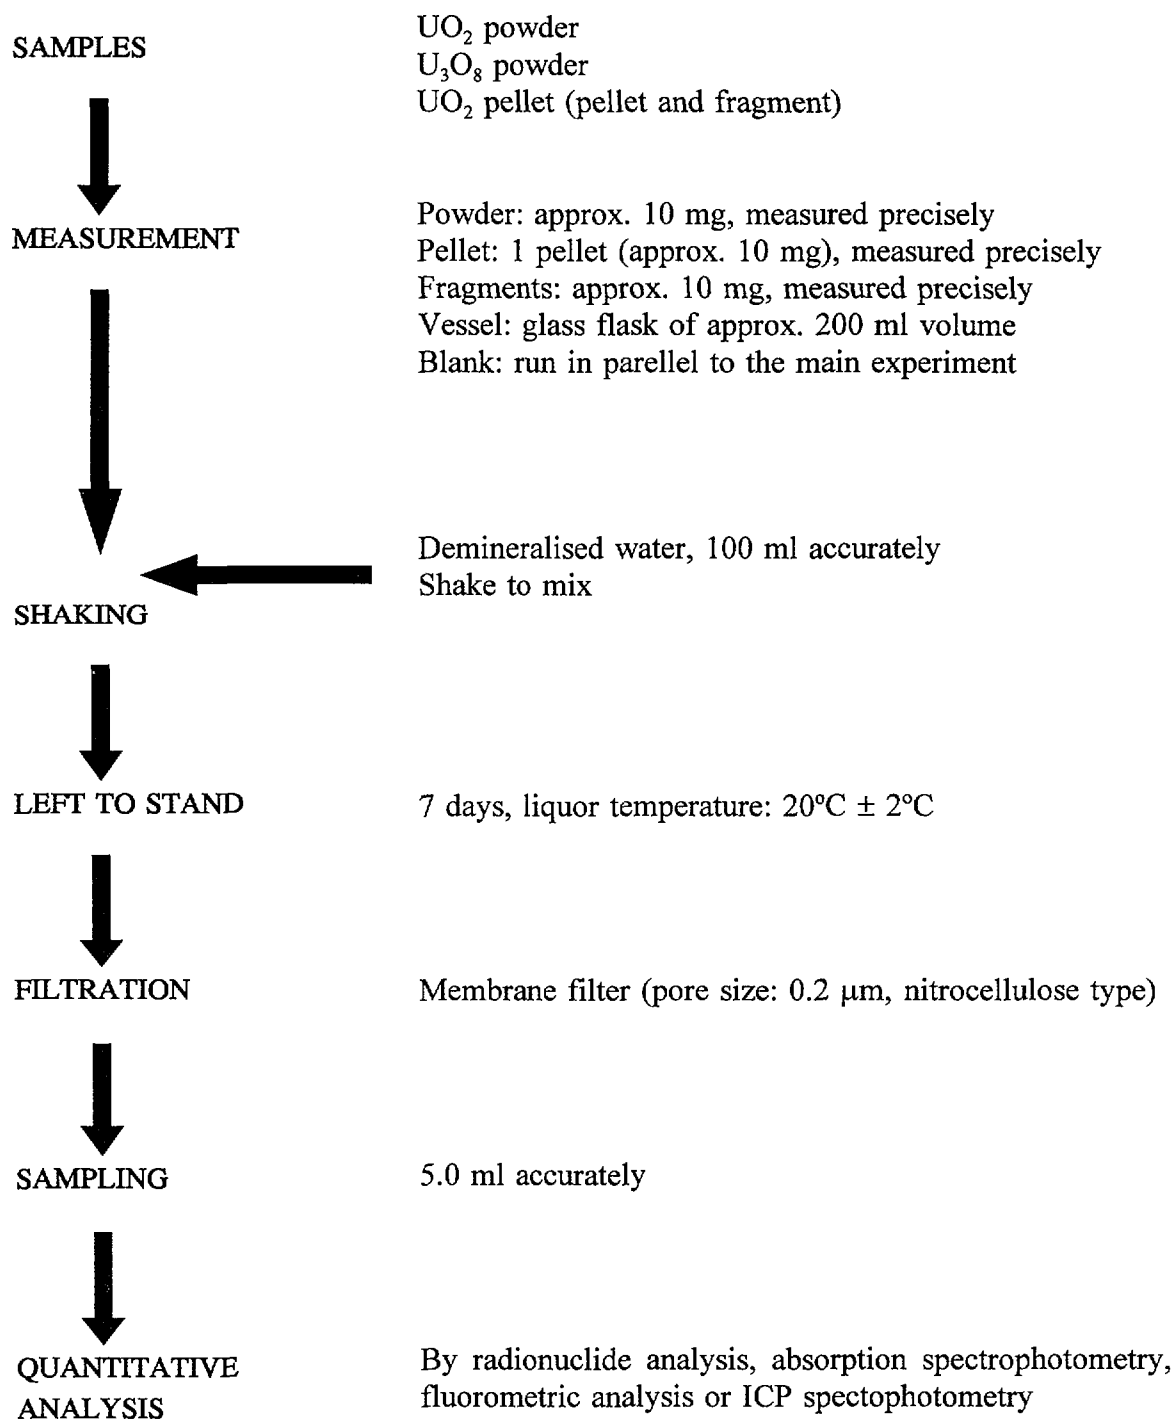 SAMPLES
UO₂ powder
U₃O₈ powder
UO₂ pellet (pellet and fragment)
MEASUREMENT
Powder: approx. 10 mg, measured precisely
Pellet: 1 pellet (approx. 10 mg), measured precisely
Fragments: approx. 10 mg, measured precisely
Vessel: glass flask of approx. 200 ml volume
Blank: run in parellel to the main experiment
SHAKING
Demineralised water, 100 ml accurately
Shake to mix
LEFT TO STAND
7 days, liquor temperature: 20°C ± 2°C
FILTRATION
Membrane filter (pore size: 0.2 μm, nitrocellulose type)
SAMPLING
5.0 ml accurately
QUANTITATIVE
ANALYSIS
By radionuclide analysis, absorption spectrophotometry,
fluorometric analysis or ICP spectophotometry